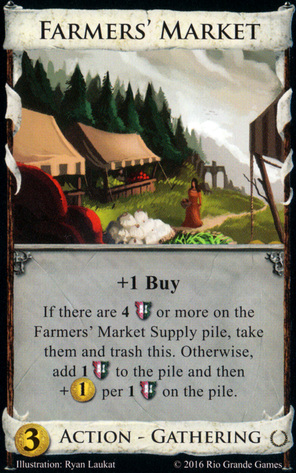 FARMERS' MARKET
+1 Buy
If there are 4 or more on the
Farmers' Market Supply pile, take
them and trash this. Otherwise,
add 1 to the pile and then
+ 1 per 1 on the pile.
3 ACTION - GATHERING
Illustration: Ryan Laukat © 2016 Rio Grande Games